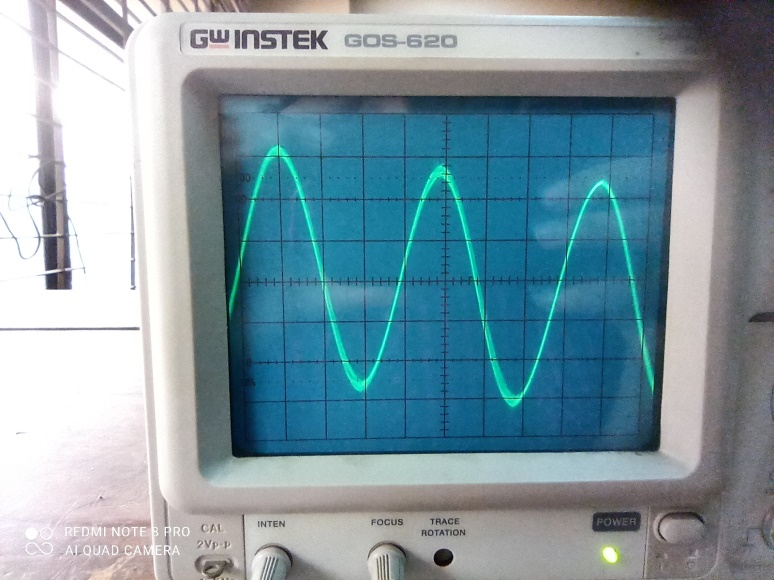 GW INSTEK GOS-620
CAL
2Vp-p
INTEN
FOCUS
TRACE
ROTATION
POWER
REDMI NOTE 8 PRO
AI QUAD CAMERA